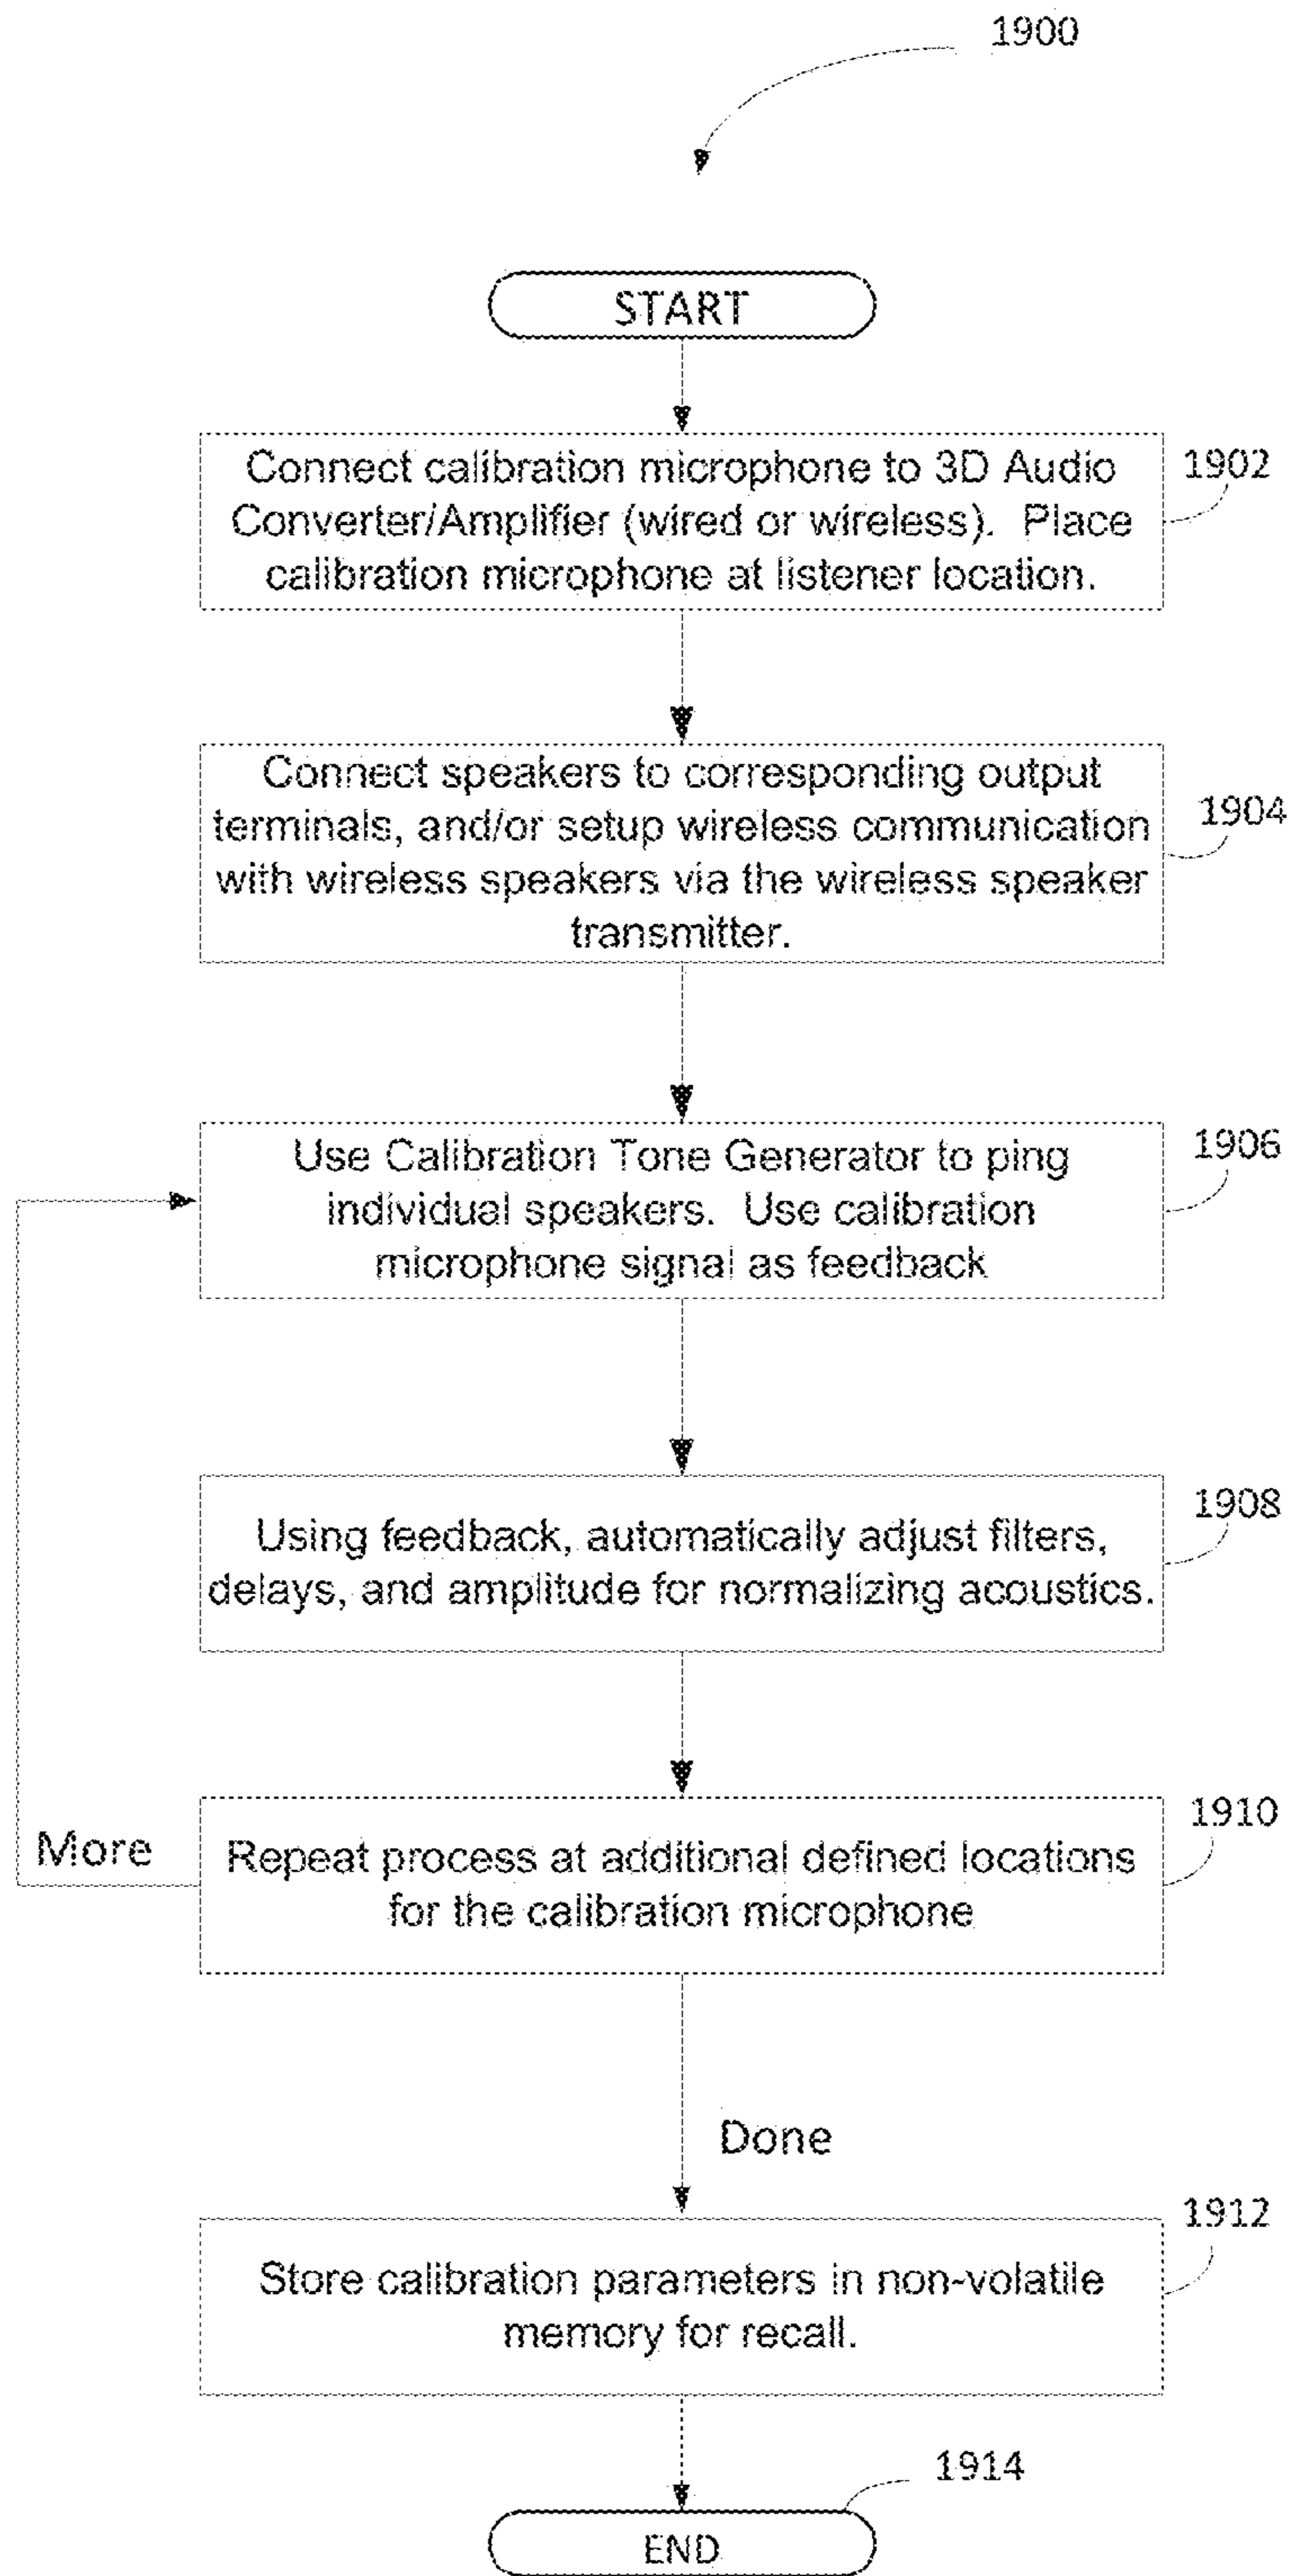 1900
START
Connect calibration microphone to 3D Audio
Converter/Amplifier (wired or wireless). Place
calibration microphone at listener location.
1902
Connect speakers to corresponding output
terminals, and/or setup wireless communication
with wireless speakers via the wireless speaker
transmitter.
1904
Use Calibration Tone Generator to ping
individual speakers. Use calibration
microphone signal as feedback
1906
Using feedback, automatically adjust filters,
delays, and amplitude for normalizing acoustics.
1908
More
Repeat process at additional defined locations
for the calibration microphone
1910
Done
Store calibration parameters in non-volatile
memory for recall.
1912
1914
END